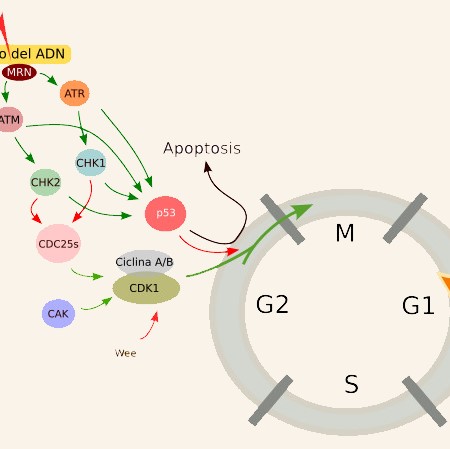 o del ADN
MRN
ATR
ATM
Apoptosis
CHK1
CHK2
p53
CDC25s
M
Ciclina A/B
CDK1
G2
G1
CAK
Wee
S